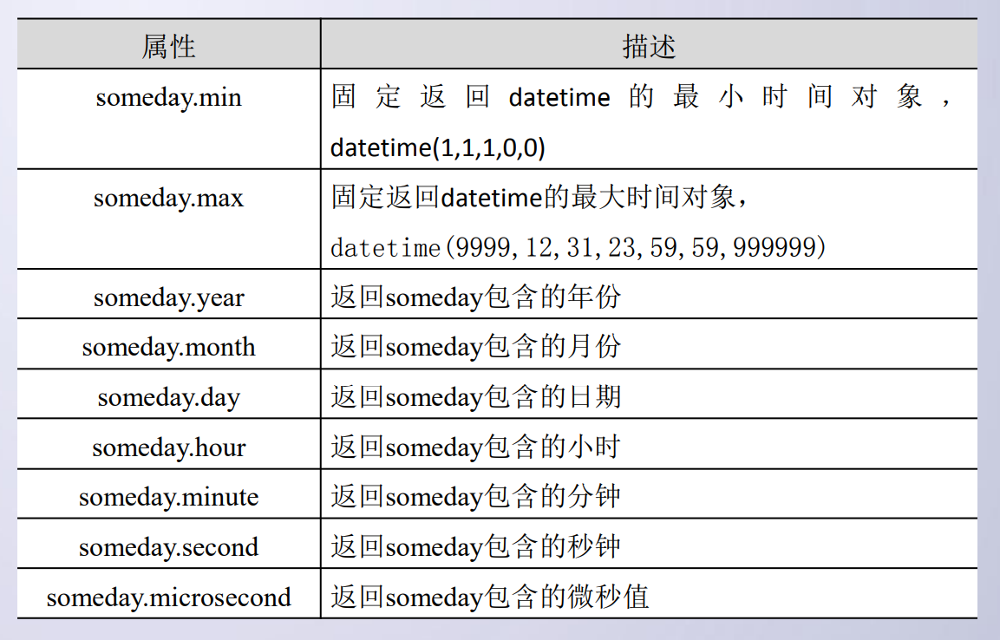 属性 描述
someday.min 固定返回 datetime 的最小时间对象，
datetime(1,1,1,0,0)
someday.max 固定返回datetime的最大时间对象，
datetime(9999,12,31,23,59,59,999999)
someday.year 返回someday包含的年份
someday.month 返回someday包含的月份
someday.day 返回someday包含的日期
someday.hour 返回someday包含的小时
someday.minute 返回someday包含的分钟
someday.second 返回someday包含的秒钟
someday.microsecond 返回someday包含的微秒值